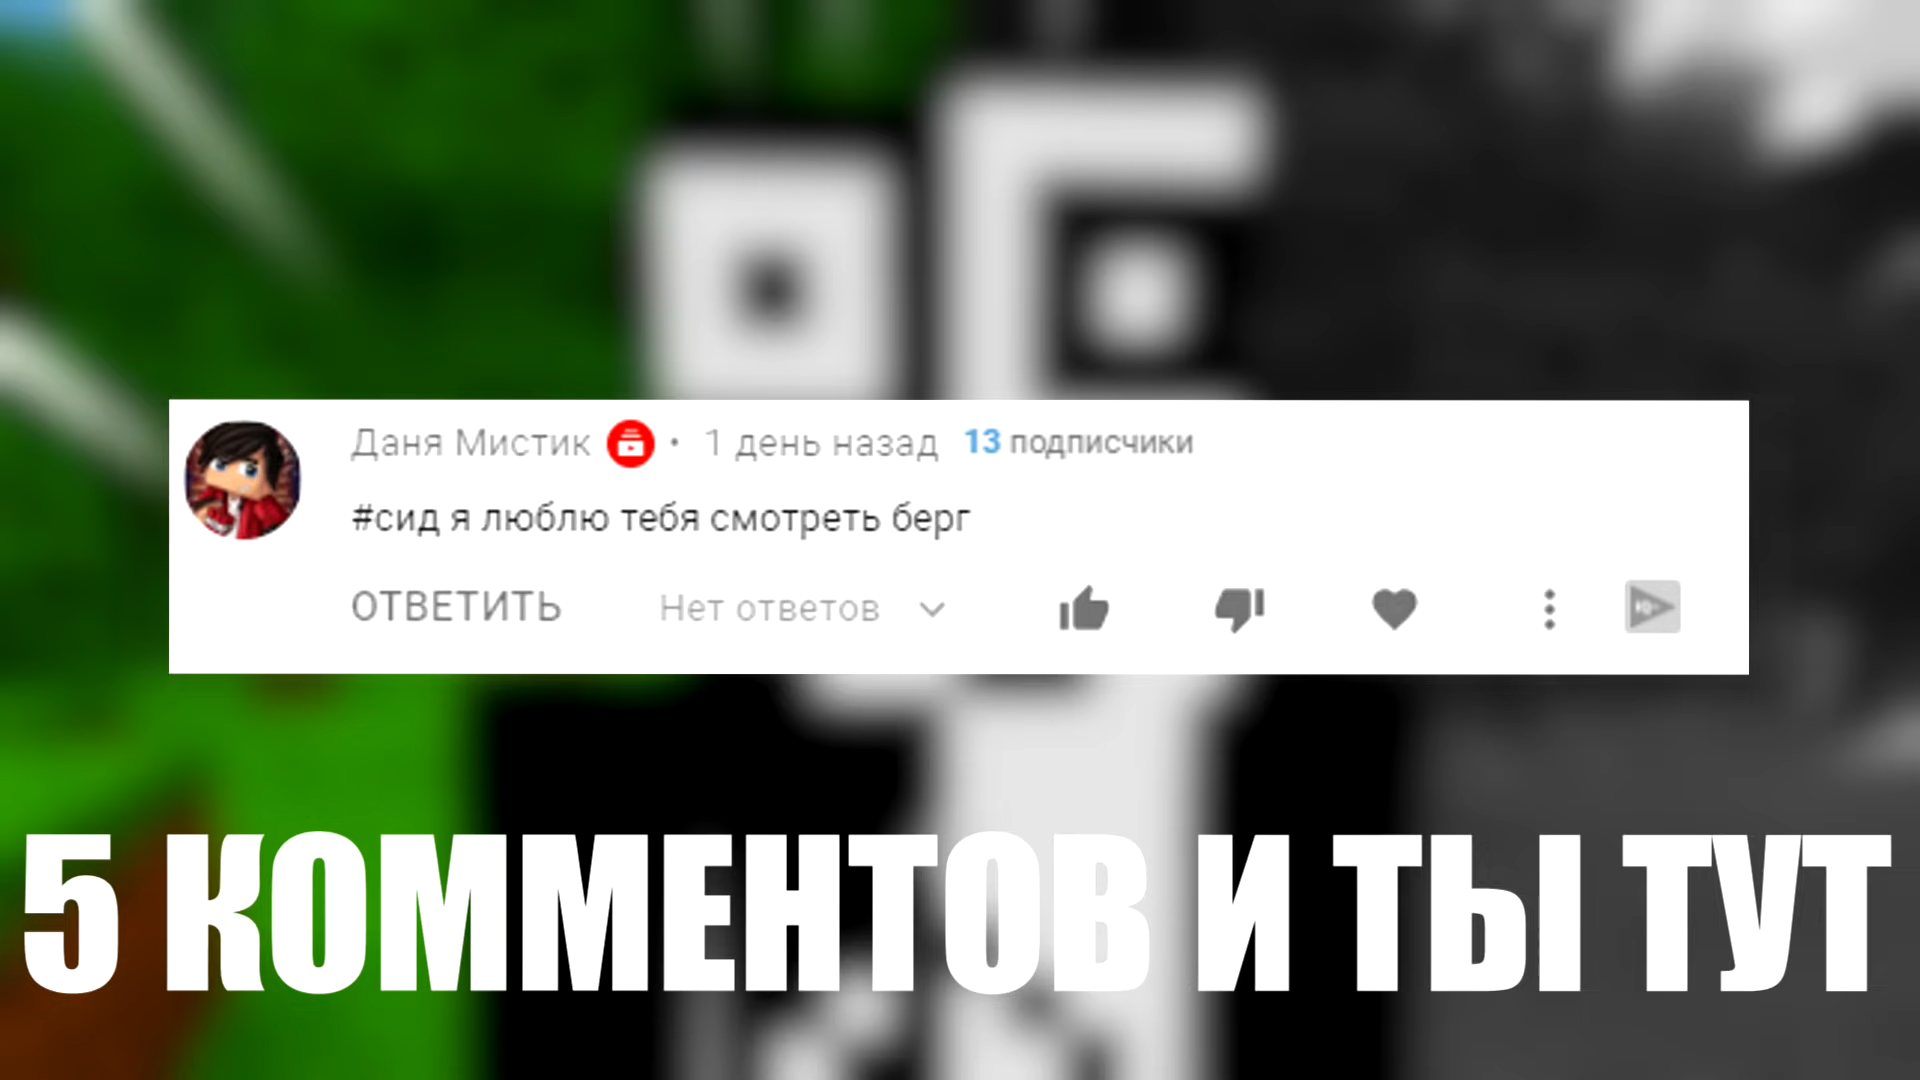 Даня Мистик • 1 день назад 13 подписчики
#сид я люблю тебя смотреть берг
ОТВЕТИТЬ Нет ответов
5 КОММЕНТОВ И ТЫ ТУТ